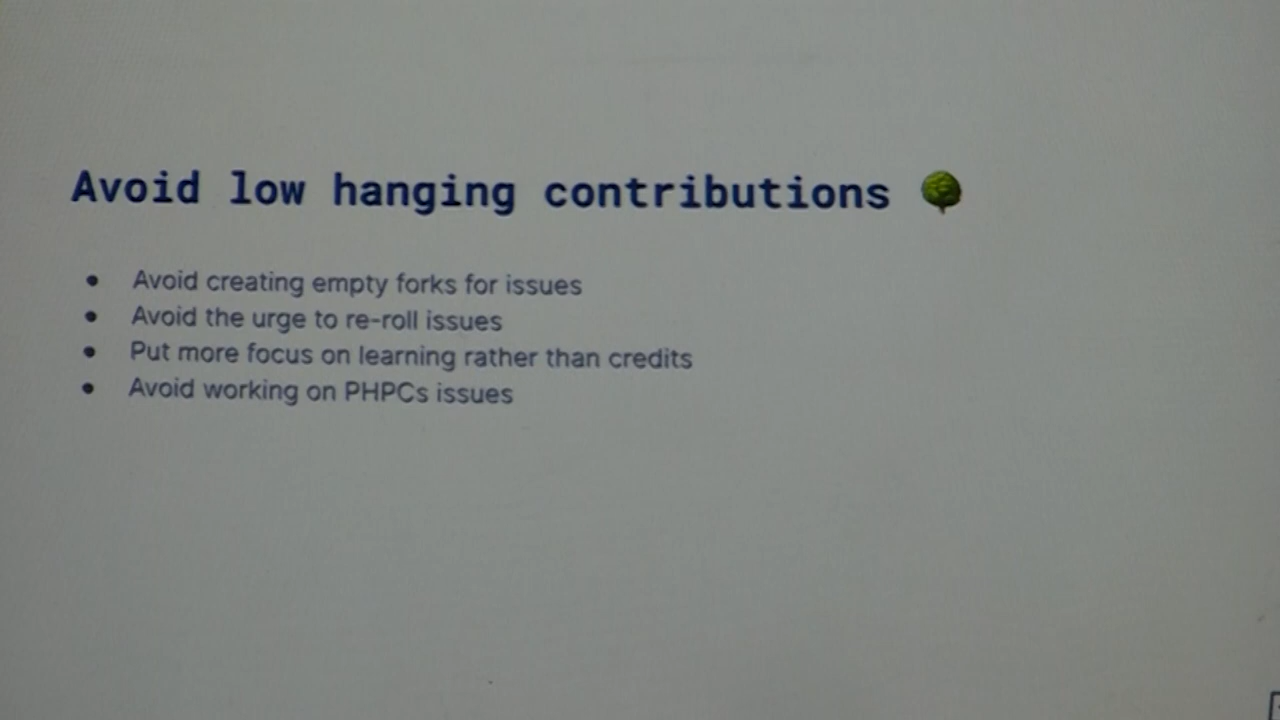 Avoid low hanging contributions 🌳
Avoid creating empty forks for issues
Avoid the urge to re-roll issues
Put more focus on learning rather than credits
Avoid working on PHPCs issues